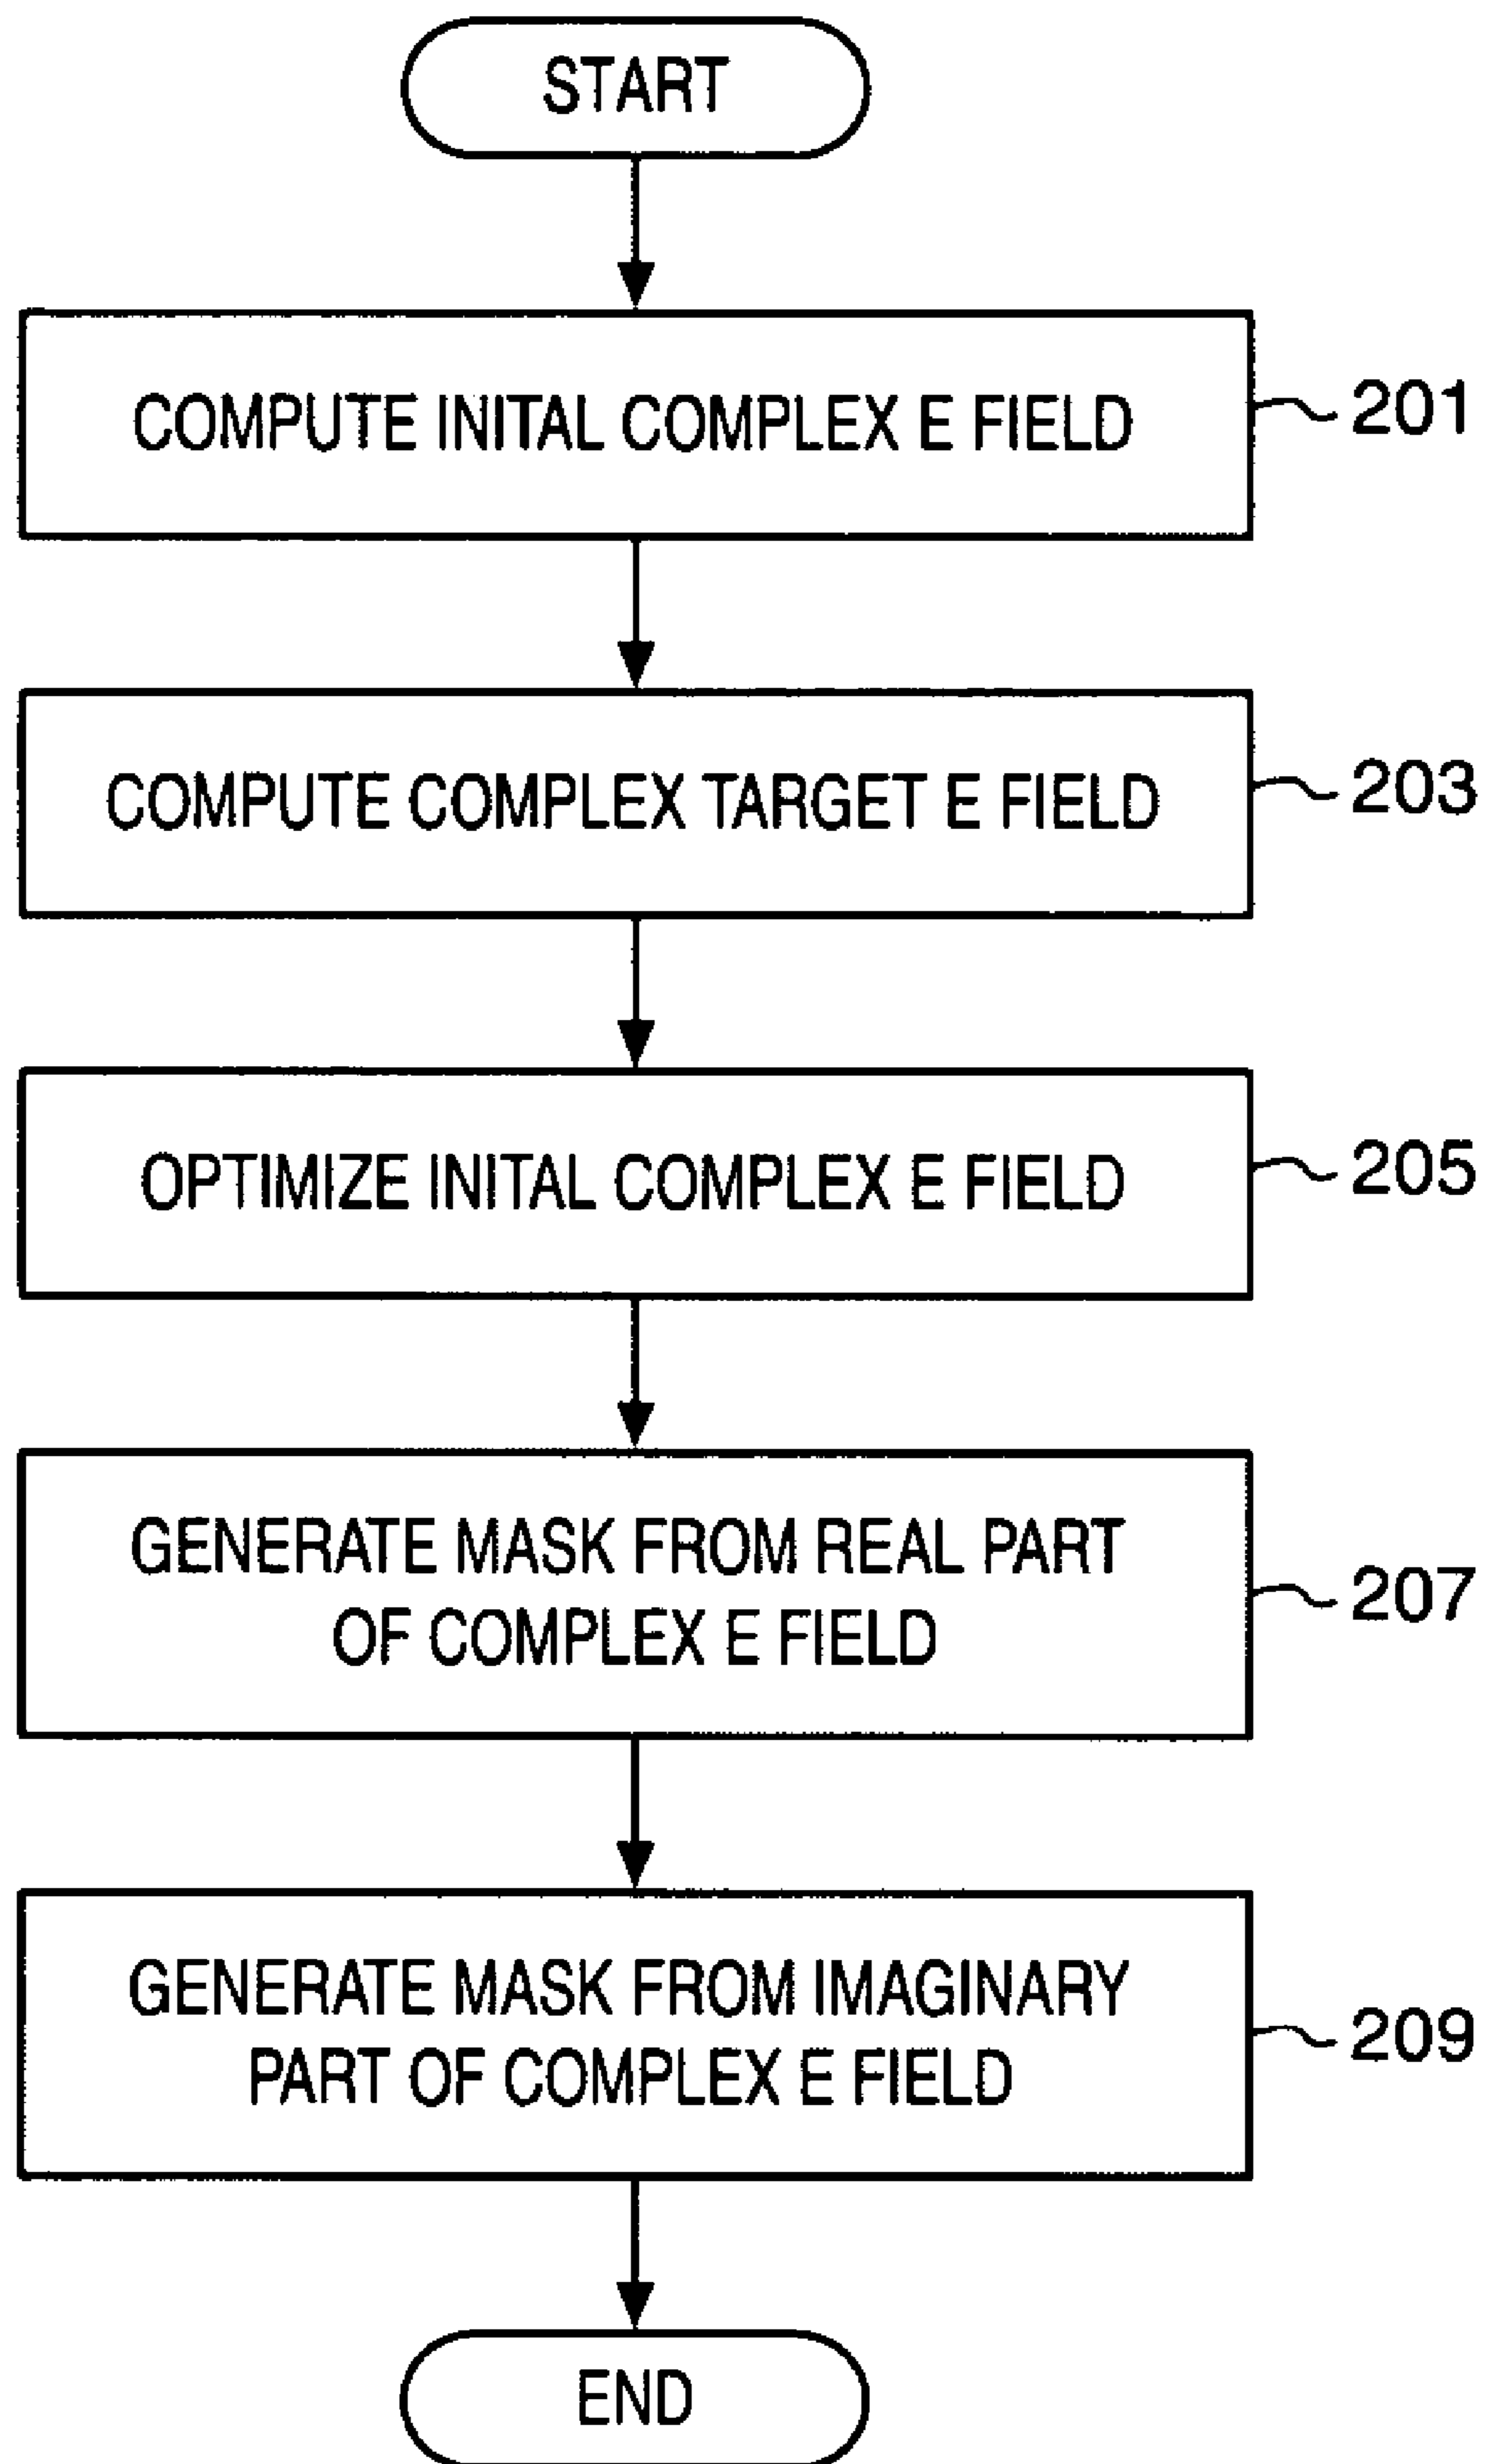 START
COMPUTE INITAL COMPLEX E FIELD
201
COMPUTE COMPLEX TARGET E FIELD
203
OPTIMIZE INITAL COMPLEX E FIELD
205
GENERATE MASK FROM REAL PART
OF COMPLEX E FIELD
207
GENERATE MASK FROM IMAGINARY
PART OF COMPLEX E FIELD
209
END